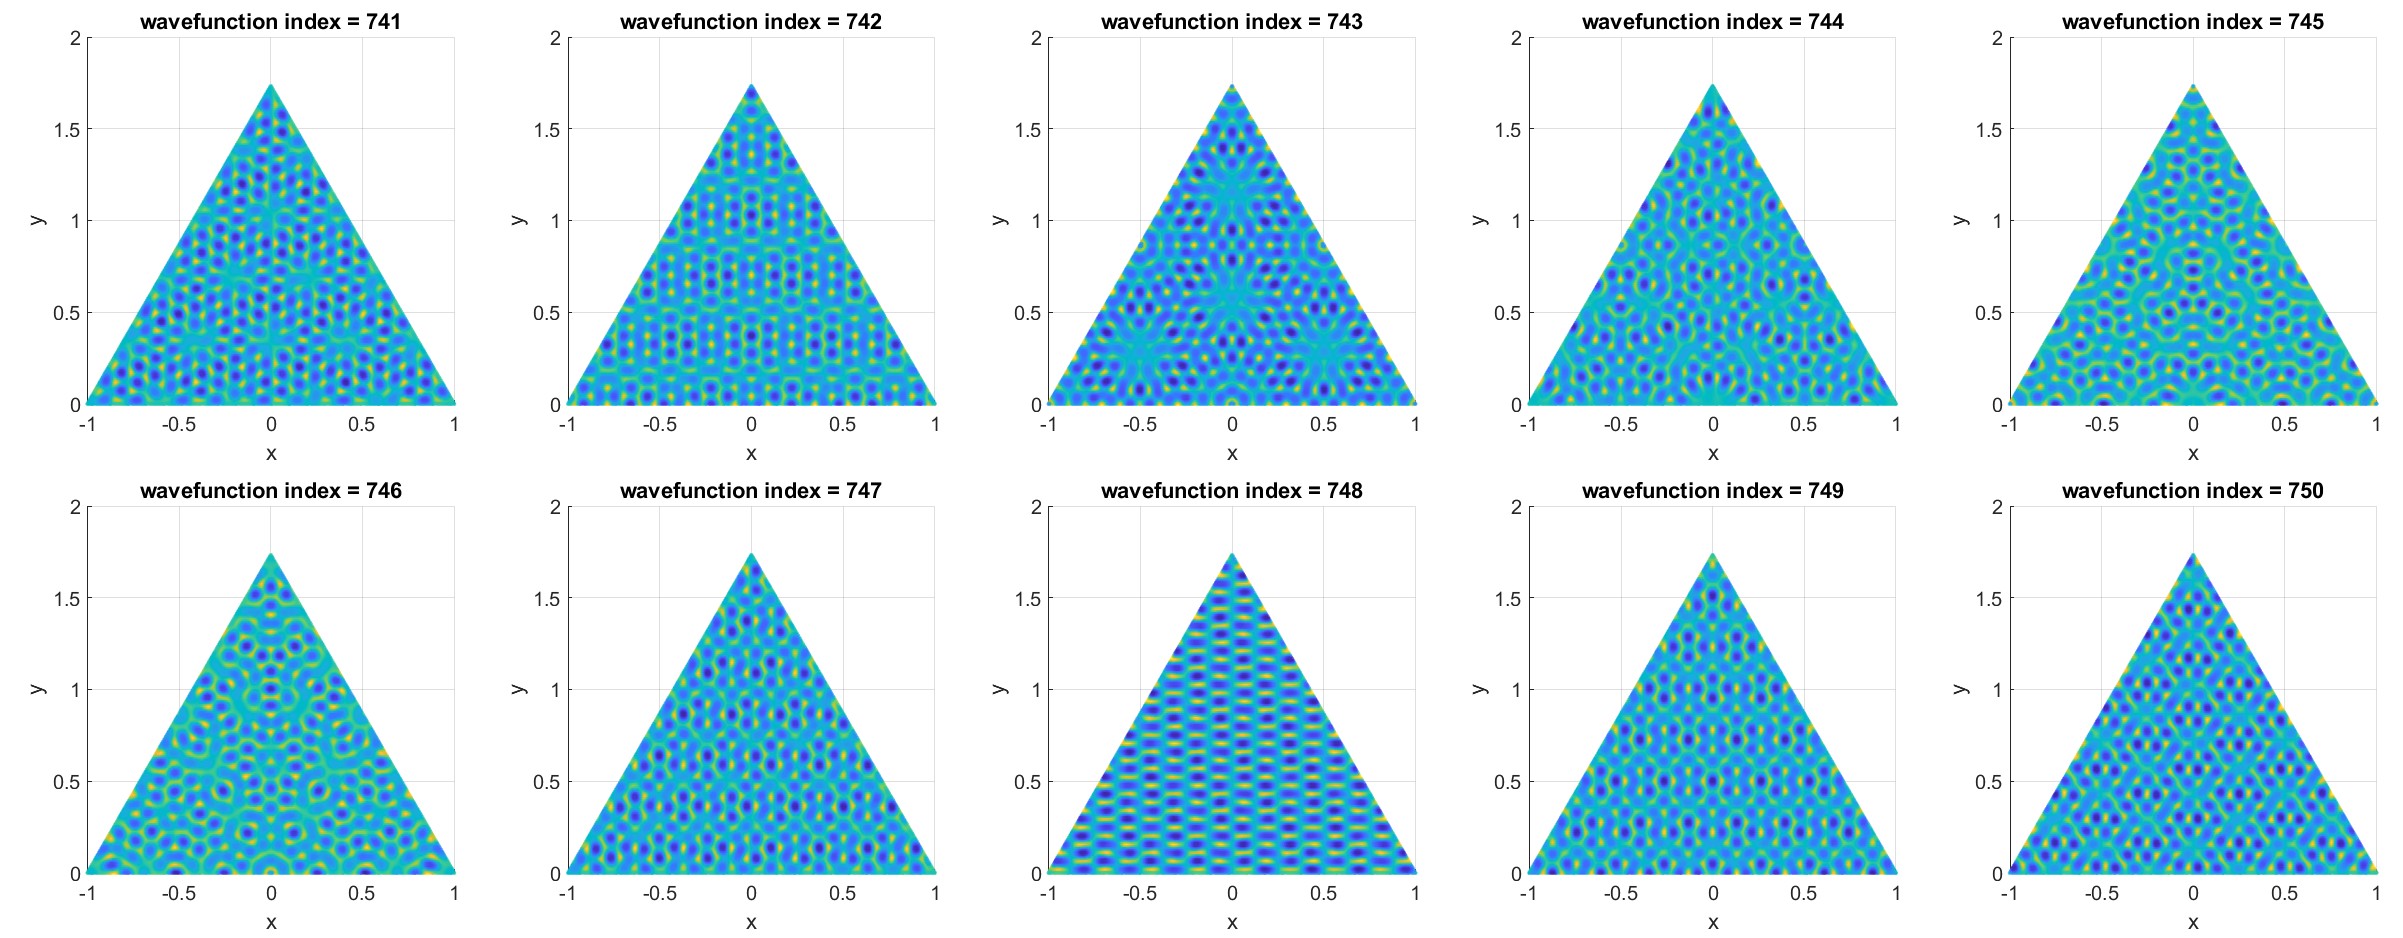 wavefunction index = 741
2
1.5
1
0.5
0
y
-1 -0.5 0 0.5 1
x
wavefunction index = 742
2
1.5
1
0.5
0
y
-1 -0.5 0 0.5 1
x
wavefunction index = 743
2
1.5
1
0.5
0
y
-1 -0.5 0 0.5 1
x
wavefunction index = 744
2
1.5
1
0.5
0
y
-1 -0.5 0 0.5 1
x
wavefunction index = 745
2
1.5
1
0.5
0
y
-1 -0.5 0 0.5 1
x
wavefunction index = 746
2
1.5
1
0.5
0
y
-1 -0.5 0 0.5 1
x
wavefunction index = 747
2
1.5
1
0.5
0
y
-1 -0.5 0 0.5 1
x
wavefunction index = 748
2
1.5
1
0.5
0
y
-1 -0.5 0 0.5 1
x
wavefunction index = 749
2
1.5
1
0.5
0
y
-1 -0.5 0 0.5 1
x
wavefunction index = 750
2
1.5
1
0.5
0
y
-1 -0.5 0 0.5 1
x